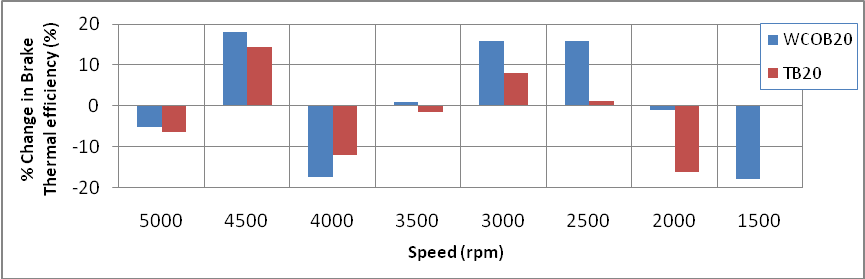 % Change in Brake
Thermal efficiency (%)
20
10
0
-10
-20
5000 4500 4000 3500 3000 2500 2000 1500
Speed (rpm)
WCOB20
TB20